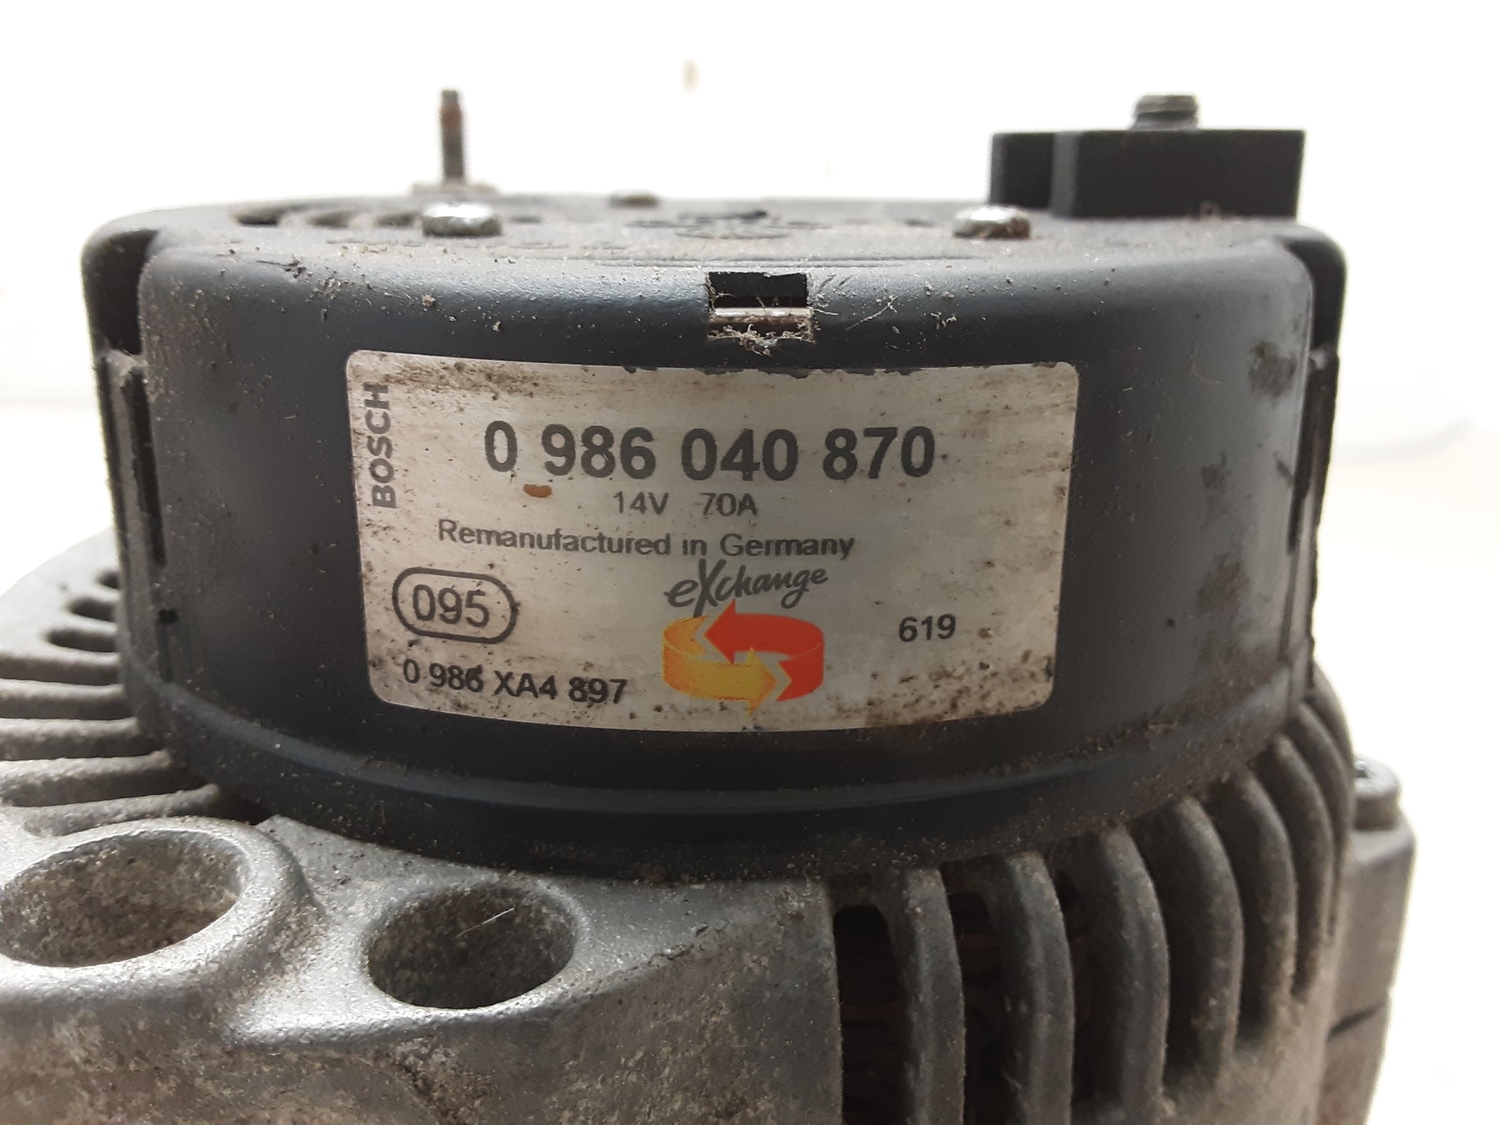 BOSCH
0 986 040 870
14V 70A
Remanufactured in Germany
eXchange
095
619
0 986 XA4 897